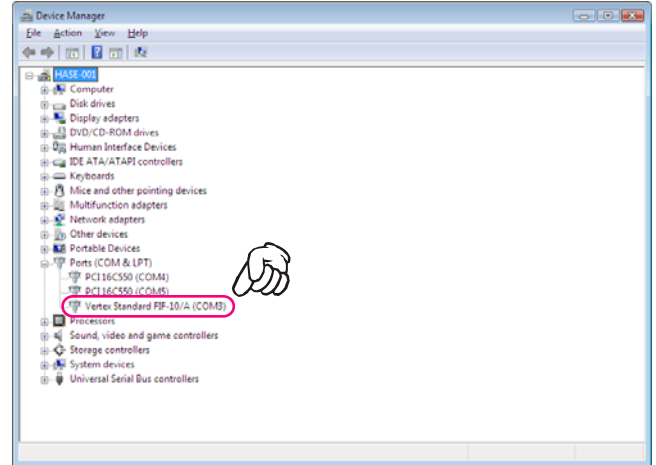 Device Manager
File Action View Help
HASE-001
Computer
Disk drives
Display adapters
DVD/CD-ROM drives
Human Interface Devices
IDE ATA/ATAPI controllers
Keyboards
Mice and other pointing devices
Multifunction adapters
Network adapters
Other devices
Portable Devices
Ports (COM & LPT)
PCI16C550 (COM4)
PCI16C550 (COM5)
Vertex Standard FIF-10/A (COM3)
Processors
Sound, video and game controllers
Storage controllers
System devices
Universal Serial Bus controllers